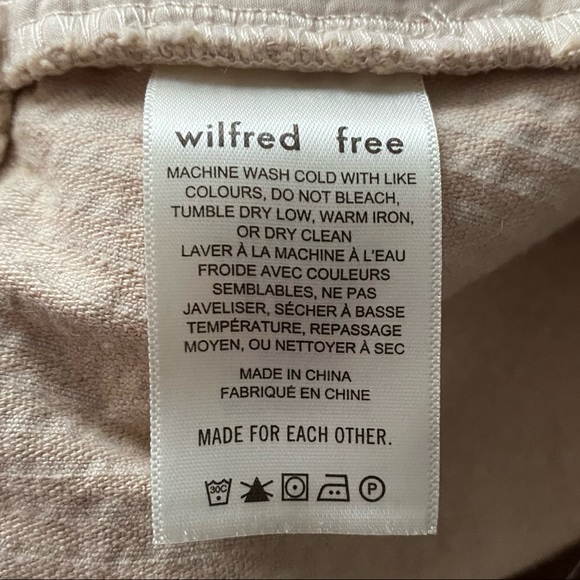 wilfred free
MACHINE WASH COLD WITH LIKE
COLOURS, DO NOT BLEACH,
TUMBLE DRY LOW, WARM IRON,
OR DRY CLEAN
LAVER À LA MACHINE À L'EAU
FROIDE AVEC COULEURS
SEMBLABLES, NE PAS
JAVELISER, SÉCHER À BASSE
TEMPÉRATURE, REPASSAGE
MOYEN, OU NETTOYER À SEC
MADE IN CHINA
FABRIQUÉ EN CHINE
MADE FOR EACH OTHER.
30C P